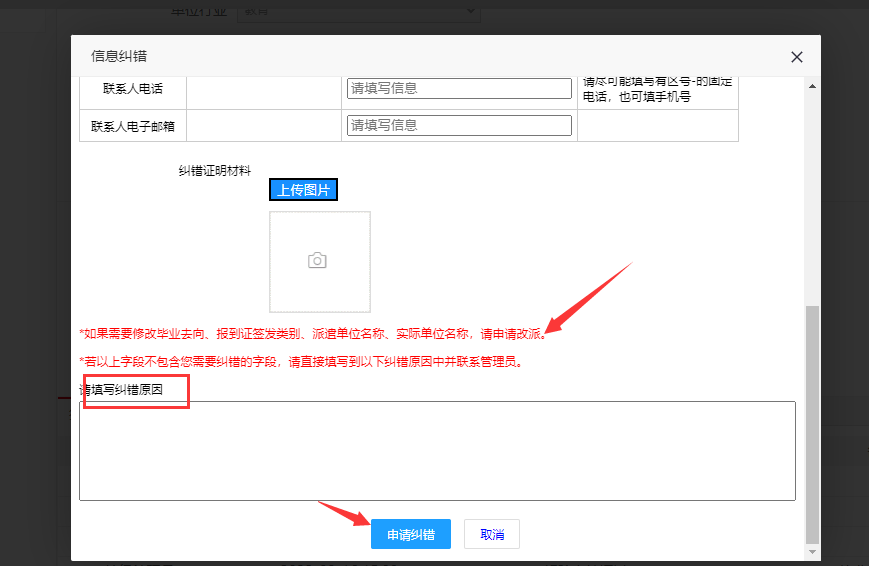 单位行业
教育
信息纠错
联系人电话
请填写信息
请尽可能填写有区号-的固定
电话，也可填手机号
联系人电子邮箱
请填写信息
纠错证明材料
上传图片
*如果需要修改毕业去向、报到证签发类别、派遣单位名称、实际单位名称，请申请改派。
*若以上字段不包含您需要纠错的字段，请直接填写到以下纠错原因中并联系管理员。
请填写纠错原因
申请纠错
取消